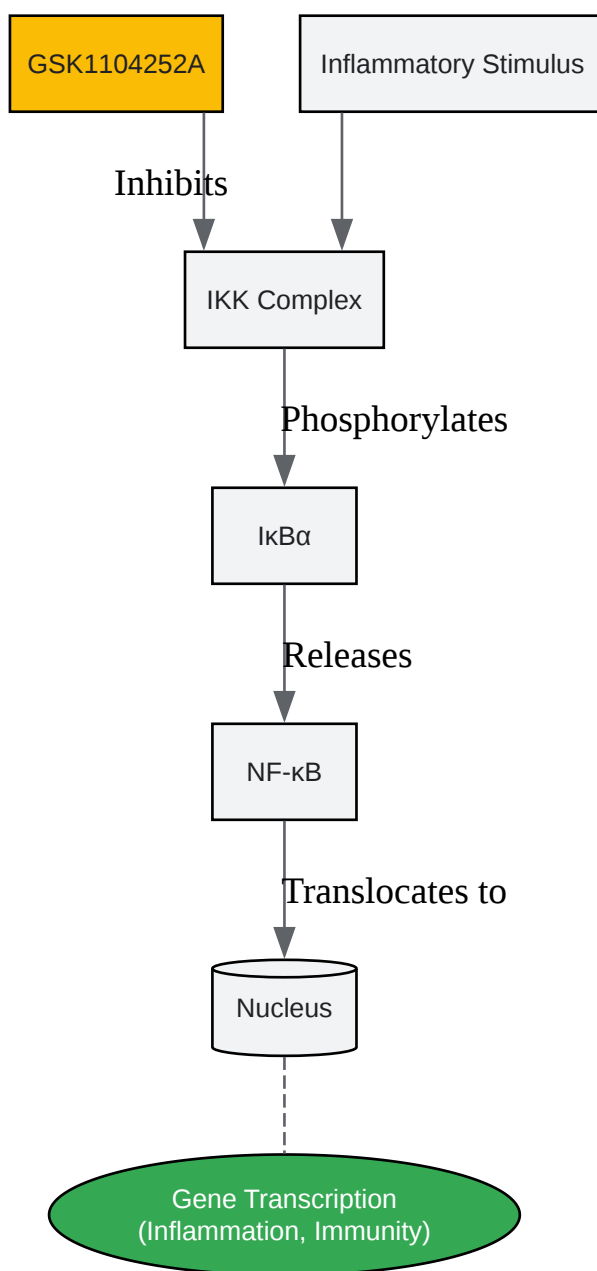 GSK1104252A
Inflammatory Stimulus
Inhibits
IKK Complex
Phosphorylates
IκBα
Releases
NF-κB
Translocates to
Nucleus
Gene Transcription
(Inflammation, Immunity)